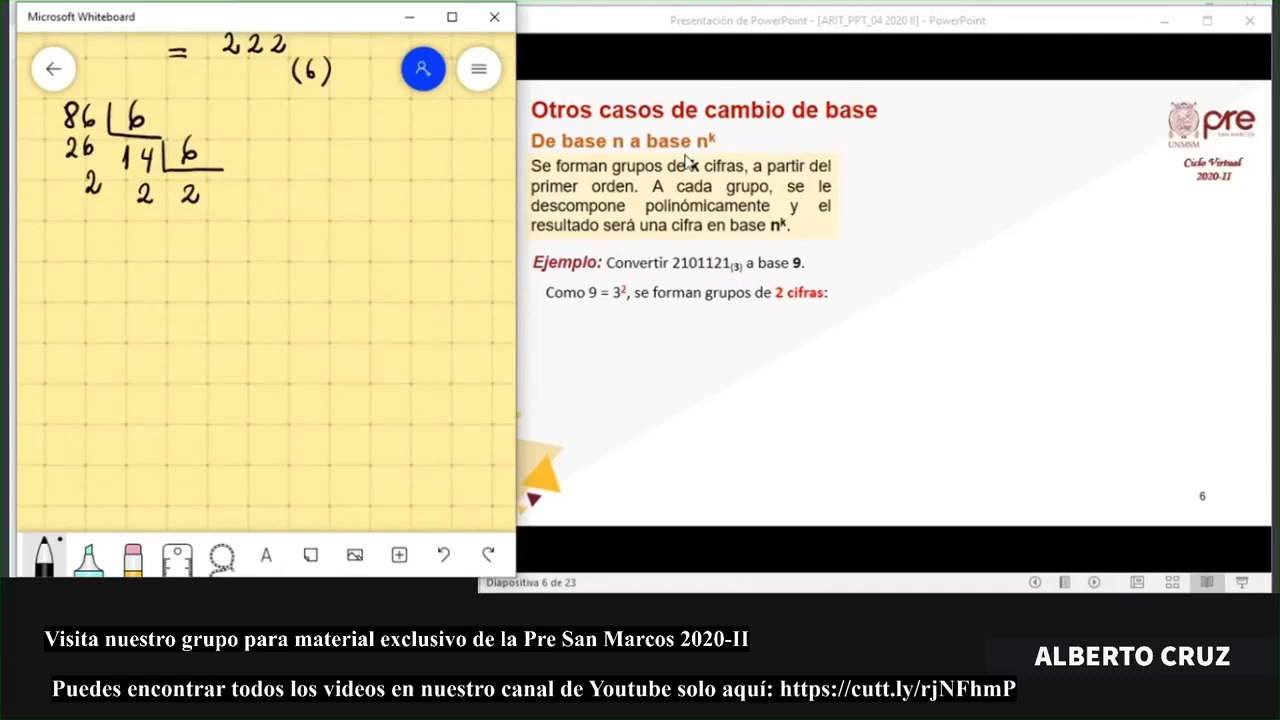 Microsoft Whiteboard
= 222
(6)
86 6
26 14 6
2 2 2
Presentación de PowerPoint - [ARIT_PPT_04 2020 II] - PowerPoint
Otros casos de cambio de base
De base n a base nᵏ
Se forman grupos de k cifras, a partir del
primer orden. A cada grupo, se le
descompone polinómicamente y el
resultado será una cifra en base nᵏ.
Ejemplo: Convertir 2101121₍₃₎ a base 9.
Como 9 = 3², se forman grupos de 2 cifras:
UNMSM
pre
SAN MARCOS
Ciclo Virtual
2020-II
6
Diapositiva 6 de 23
Visita nuestro grupo para material exclusivo de la Pre San Marcos 2020-II
ALBERTO CRUZ
Puedes encontrar todos los videos en nuestro canal de Youtube solo aquí: https://cutt.ly/rjNFhmP